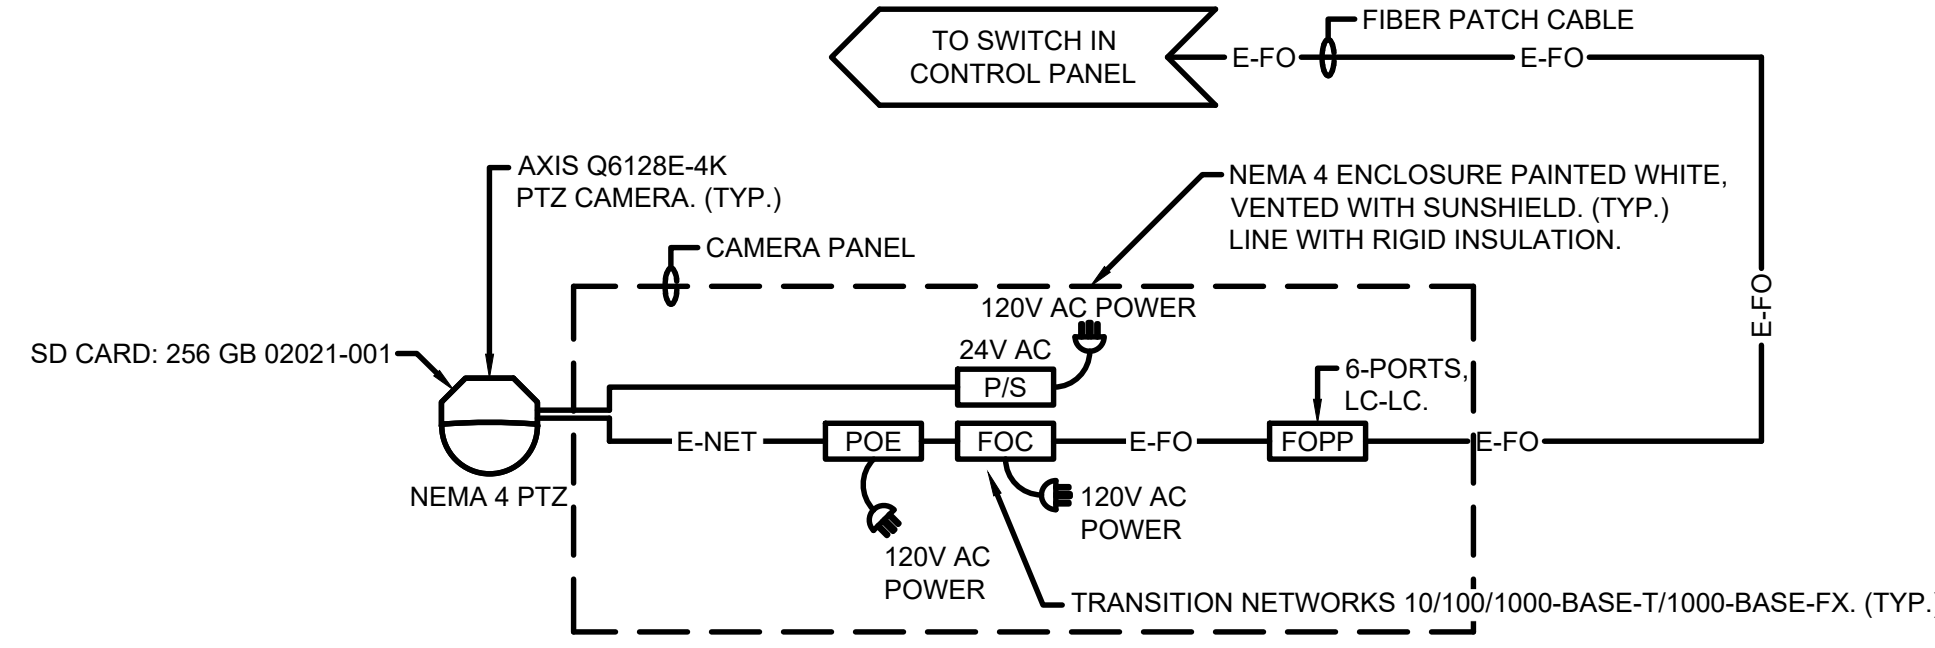 FIBER PATCH CABLE
TO SWITCH IN
CONTROL PANEL
E-FO
E-FO
AXIS Q6128E-4K
PTZ CAMERA. (TYP.)
NEMA 4 ENCLOSURE PAINTED WHITE,
VENTED WITH SUNSHIELD. (TYP.)
LINE WITH RIGID INSULATION.
CAMERA PANEL
E-FO
120V AC POWER
SD CARD: 256 GB 02021-001
24V AC
P/S
6-PORTS,
LC-LC.
E-NET
POE
FOC
E-FO
FOPP
E-FO
NEMA 4 PTZ
120V AC
POWER
120V AC
POWER
TRANSITION NETWORKS 10/100/1000-BASE-T/1000-BASE-FX. (TYP.)